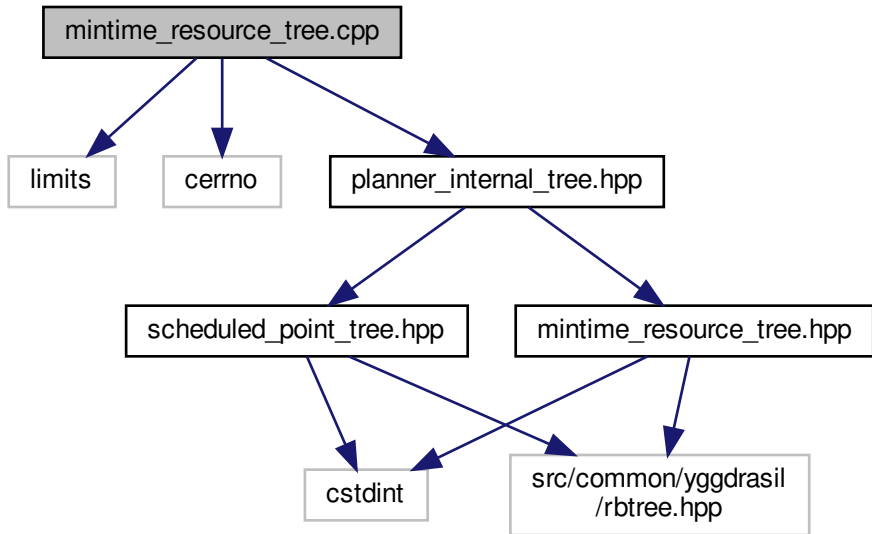 mintime_resource_tree.cpp
limits
cerrno
planner_internal_tree.hpp
scheduled_point_tree.hpp
mintime_resource_tree.hpp
cstdint
src/common/yggdrasil
/rbtree.hpp